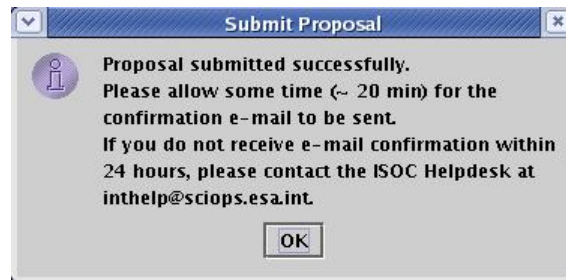 Submit Proposal
Proposal submitted successfully.
Please allow some time (~ 20 min) for the
confirmation e-mail to be sent.
If you do not receive e-mail confirmation within
24 hours, please contact the ISOC Helpdesk at
inthelp@sciops.esa.int.
OK